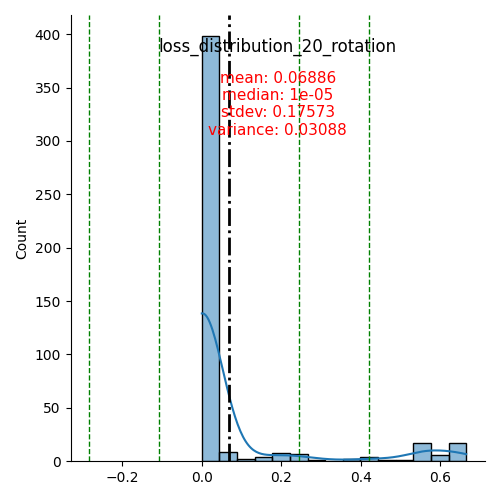 loss_distribution_20_rotation
mean: 0.06886
median: 1e-05
stdev: 0.17573
variance: 0.03088
Count
400
350
300
250
200
150
100
50
0
−0.2 0.0 0.2 0.4 0.6